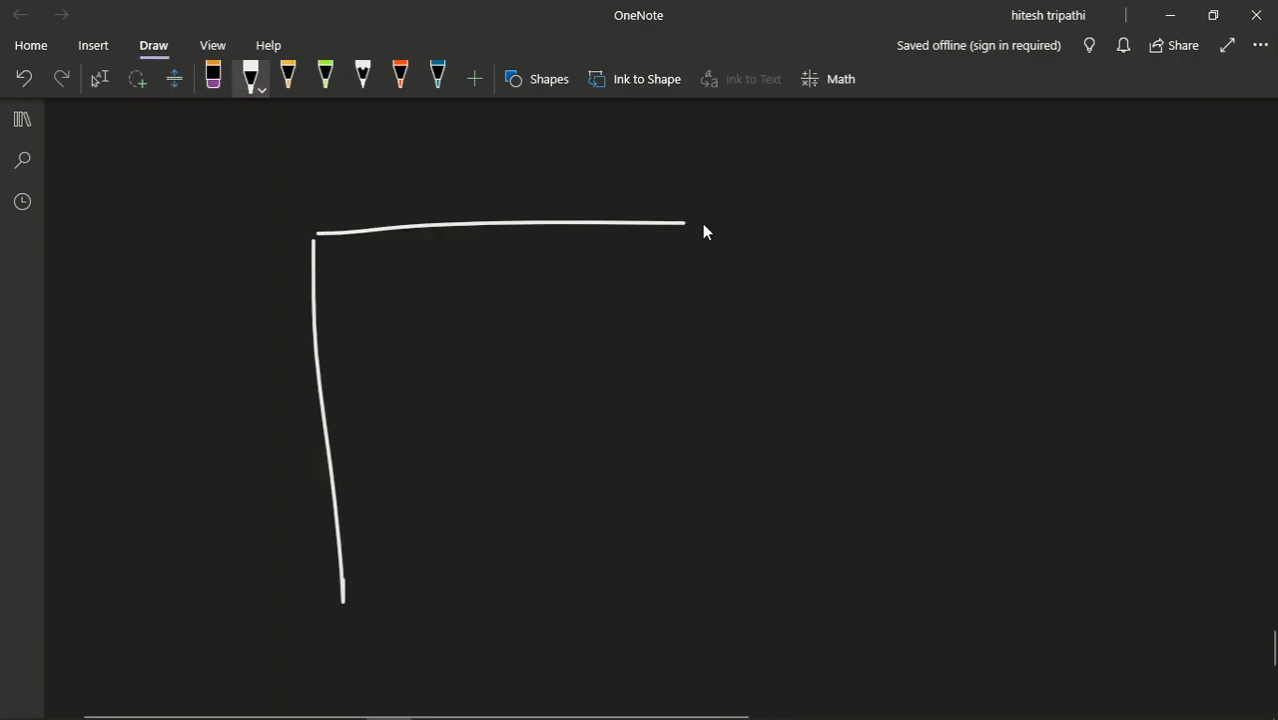 OneNote
hitesh tripathi
Home Insert Draw View Help
Saved offline (sign in required)
Share
Shapes
Ink to Shape
Ink to Text
Math